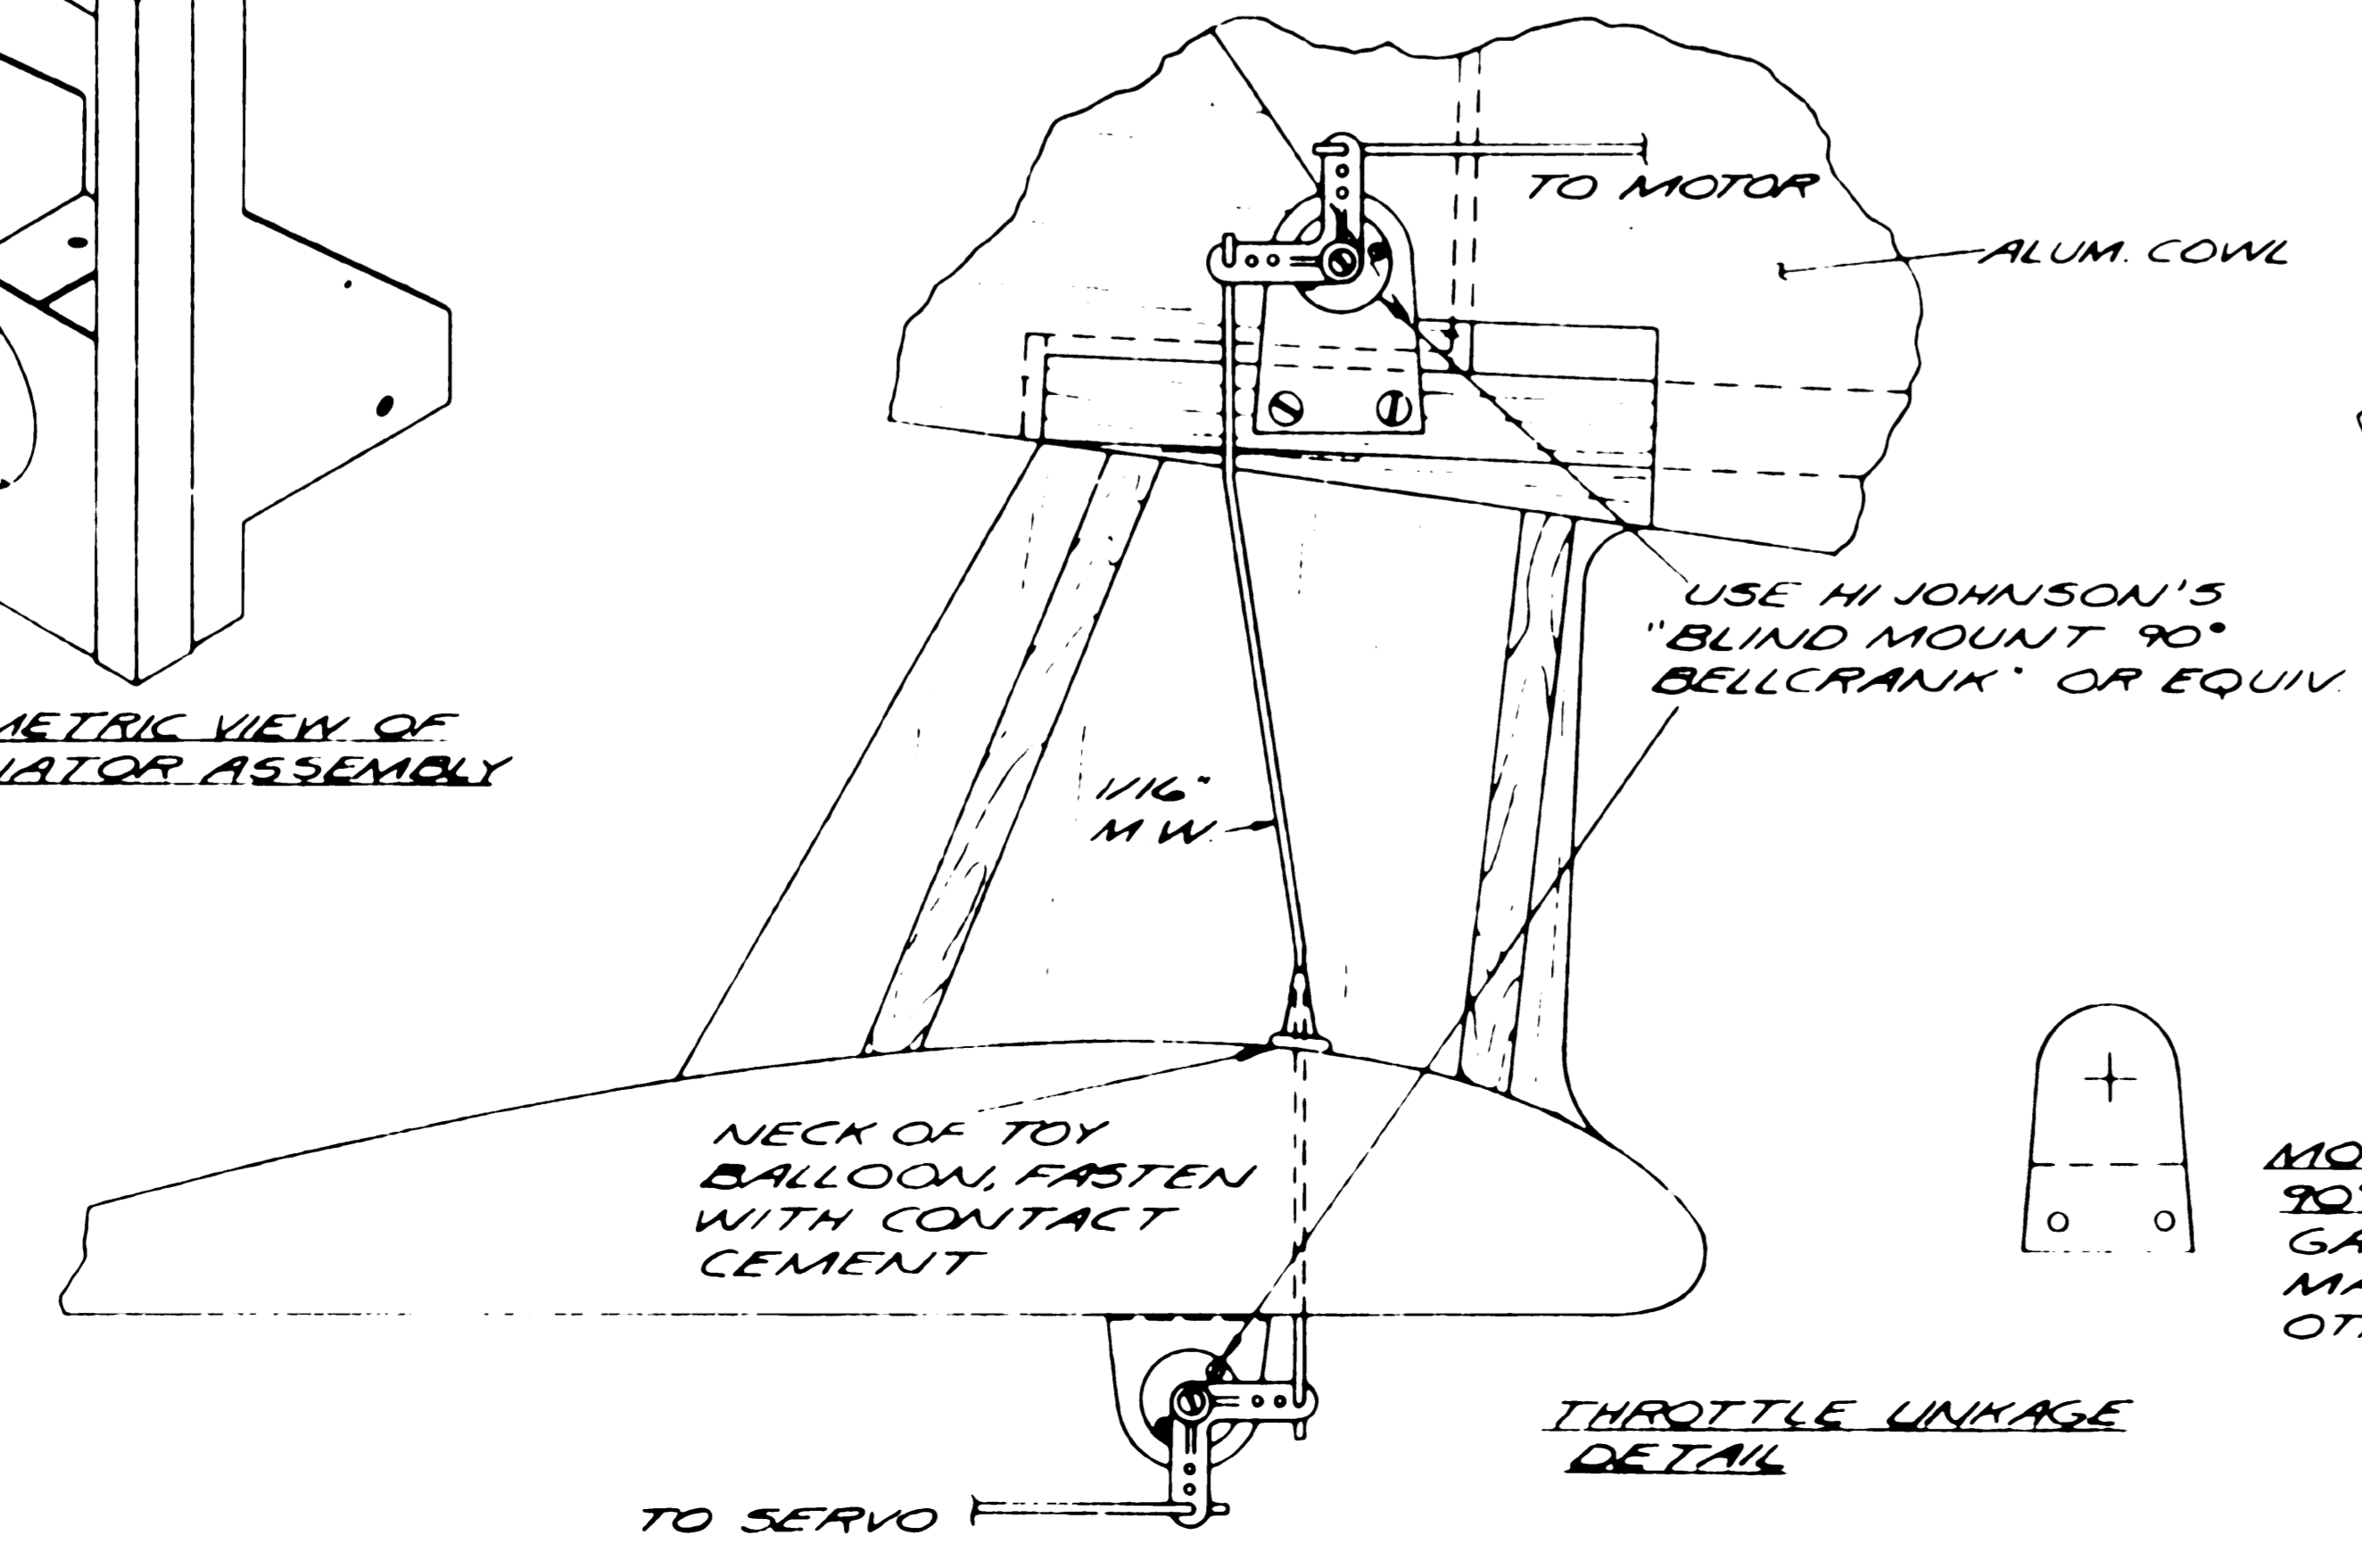 TO MOTOR
ALUM. COWL
USE HI JOHNSON'S
"BLIND MOUNT 90°
BELLCRANK" OR EQUIV.
METRIC VIEW OF
ASSEMBLY
1/16"
M.W.
NECK OF TOY
BALLOON, FASTEN
WITH CONTACT
CEMENT
THROTTLE LINKAGE
DETAIL
TO SERVO